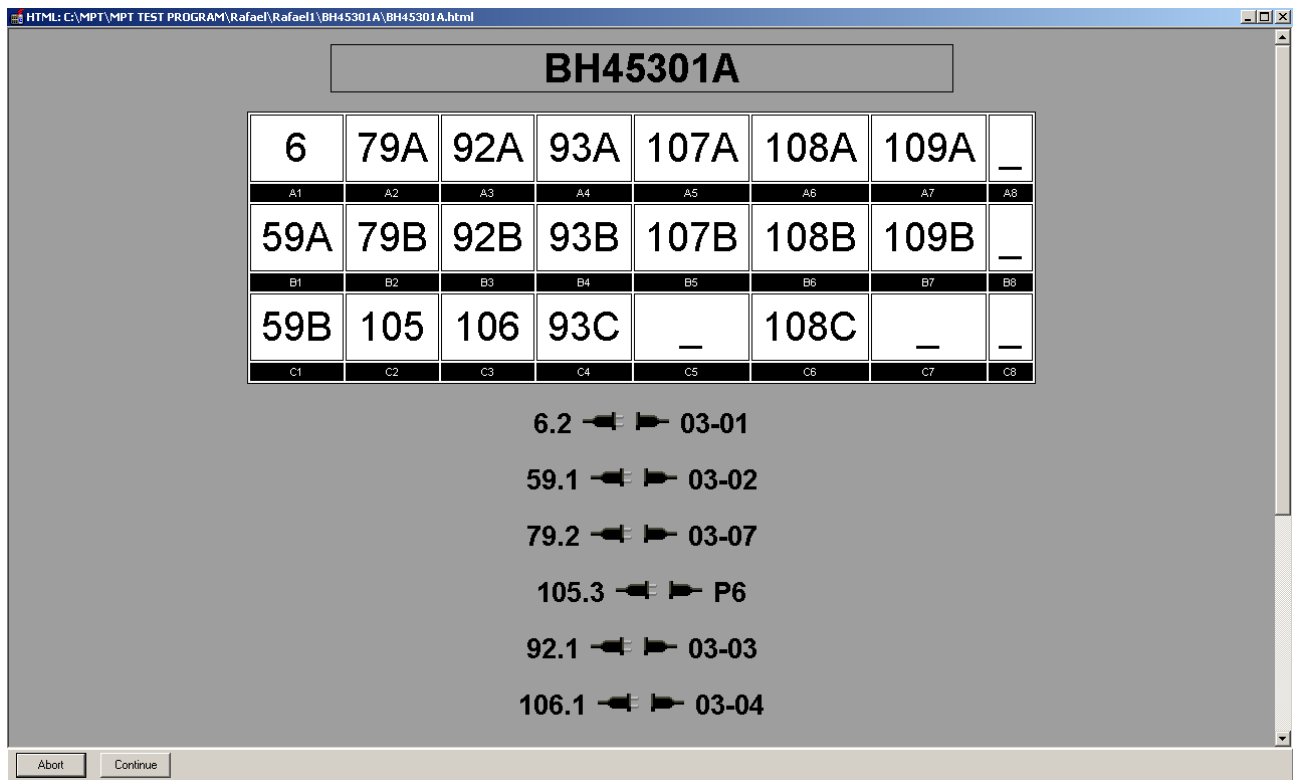 HTML: C:\MPT\MPT TEST PROGRAM\Rafael\Rafael1\BH45301A\BH45301A.html
BH45301A
6 79A 92A 93A 107A 108A 109A _
A1 A2 A3 A4 A5 A6 A7 A8
59A 79B 92B 93B 107B 108B 109B _
B1 B2 B3 B4 B5 B6 B7 B8
59B 105 106 93C _ 108C _ _
C1 C2 C3 C4 C5 C6 C7 C8
6.2 03-01
59.1 03-02
79.2 03-07
105.3 P6
92.1 03-03
106.1 03-04
Abort Continue